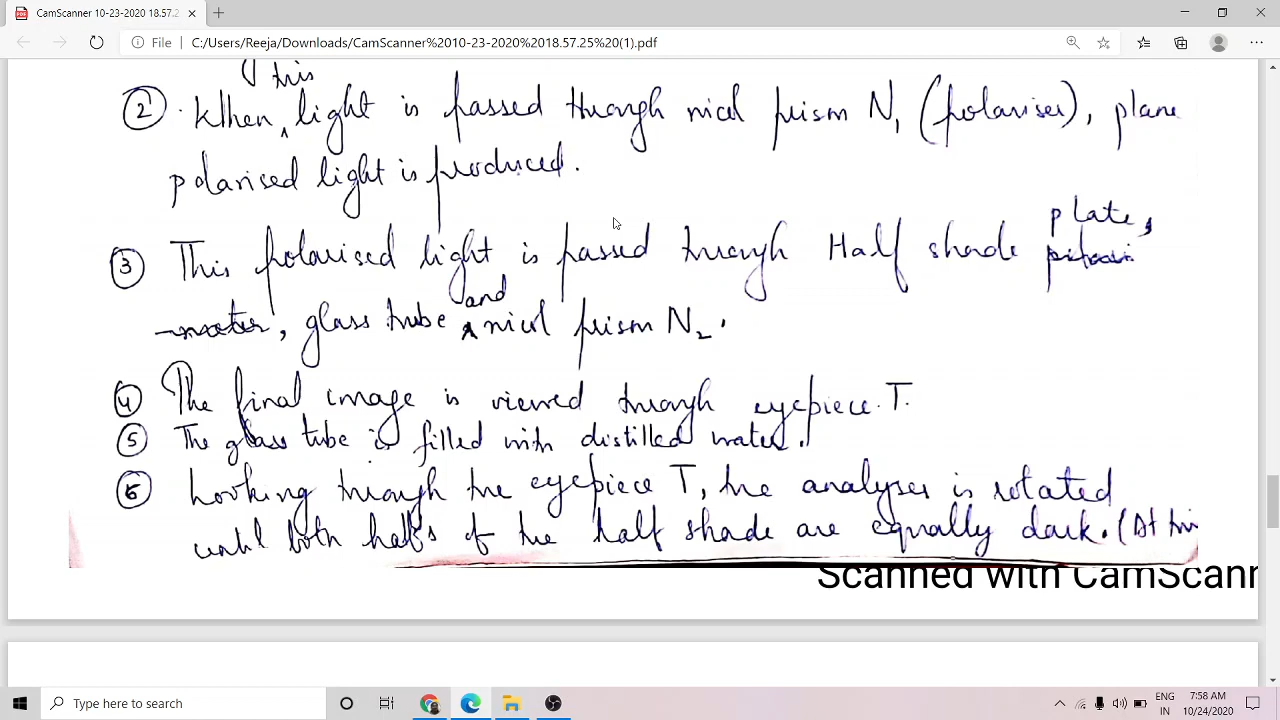 CamScanner 10-23-2020 18.57.2
File
C:/Users/Reeja/Downloads/CamScanner%2010-23-2020%2018.57.25%20(1).pdf
this
② . When ^ light is passed through nicol prism N1 (polariser), plane
polarised light is produced.
plate,
③ This polarised light is passed through Half shade
and
, glass tube ^ nicol prism N2.
④ The final image is viewed through eyepiece T.
⑤ The glass tube is filled with distilled water.
⑥ Looking through the eyepiece T, the analyser is rotated
until both halfs of the half shade are equally dark. (At
Scanned with CamScann
Type here to search
ENG
IN
7:58 AM
10/24/2020